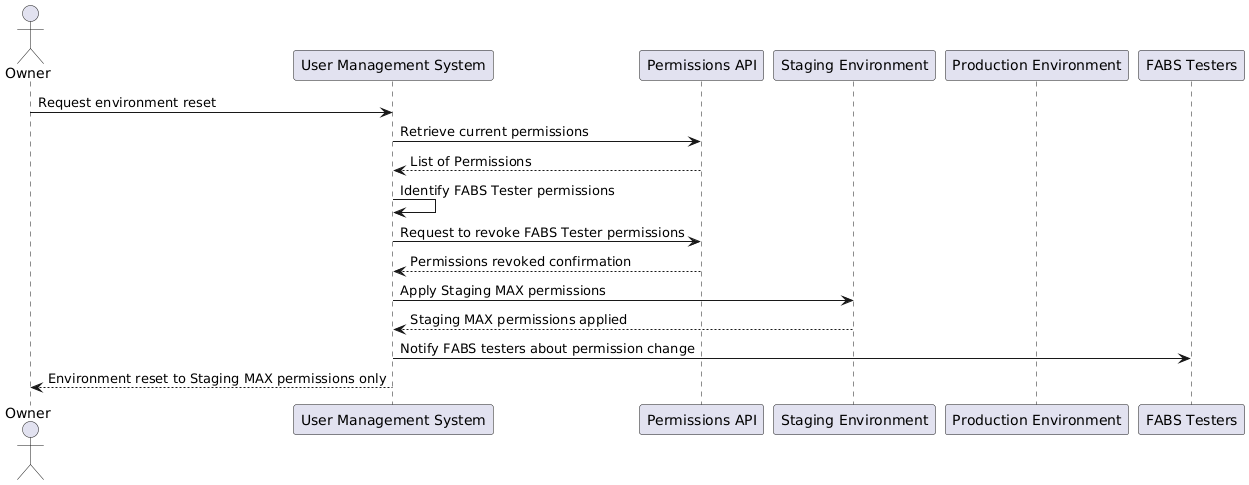 Owner
User Management System
Permissions API
Staging Environment
Production Environment
FABS Testers
Request environment reset
Retrieve current permissions
List of Permissions
Identify FABS Tester permissions
Request to revoke FABS Tester permissions
Permissions revoked confirmation
Apply Staging MAX permissions
Staging MAX permissions applied
Notify FABS testers about permission change
Environment reset to Staging MAX permissions only
Owner
User Management System
Permissions API
Staging Environment
Production Environment
FABS Testers